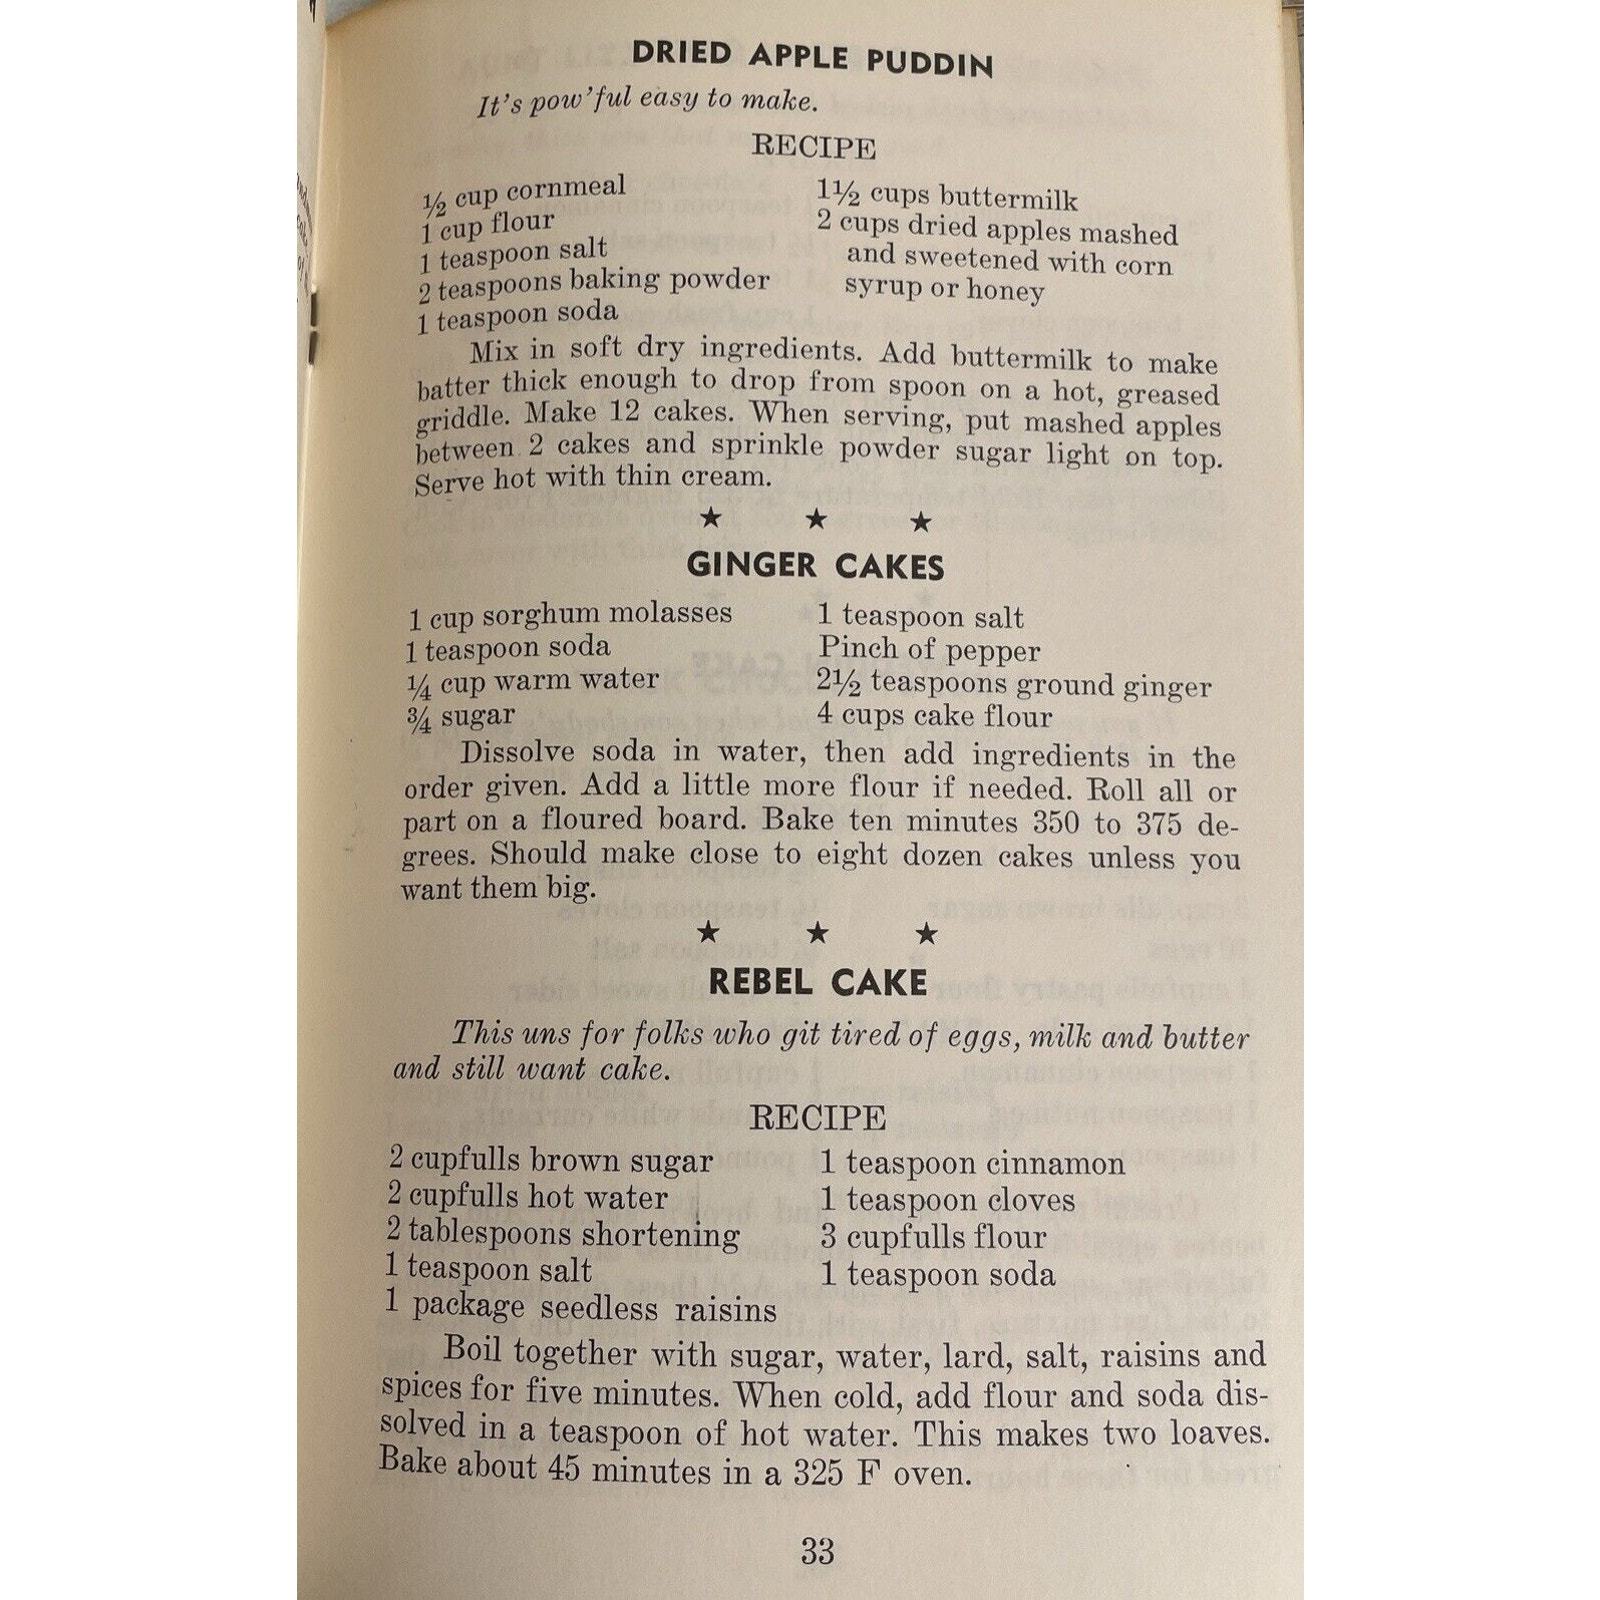 DRIED APPLE PUDDIN
It's pow'ful easy to make.
RECIPE
½ cup cornmeal
1 cup flour
1 teaspoon salt
2 teaspoons baking powder
1 teaspoon soda
1½ cups buttermilk
2 cups dried apples mashed
and sweetened with corn
syrup or honey
Mix in soft dry ingredients. Add buttermilk to make
batter thick enough to drop from spoon on a hot, greased
griddle. Make 12 cakes. When serving, put mashed apples
between 2 cakes and sprinkle powder sugar light on top.
Serve hot with thin cream.
★ ★ ★
GINGER CAKES
1 cup sorghum molasses
1 teaspoon soda
¼ cup warm water
¾ sugar
1 teaspoon salt
Pinch of pepper
2½ teaspoons ground ginger
4 cups cake flour
Dissolve soda in water, then add ingredients in the
order given. Add a little more flour if needed. Roll all or
part on a floured board. Bake ten minutes 350 to 375 de-
grees. Should make close to eight dozen cakes unless you
want them big.
★ ★ ★
REBEL CAKE
This uns for folks who git tired of eggs, milk and butter
and still want cake.
RECIPE
2 cupfulls brown sugar
2 cupfulls hot water
2 tablespoons shortening
1 teaspoon salt
1 package seedless raisins
1 teaspoon cinnamon
1 teaspoon cloves
3 cupfulls flour
1 teaspoon soda
Boil together with sugar, water, lard, salt, raisins and
spices for five minutes. When cold, add flour and soda dis-
solved in a teaspoon of hot water. This makes two loaves.
Bake about 45 minutes in a 325 F oven.
33